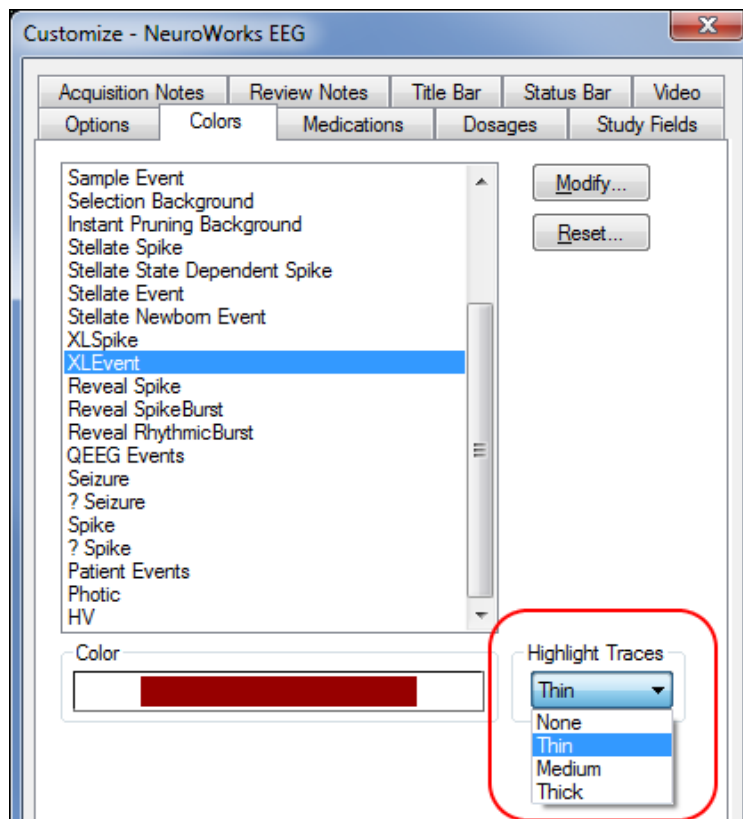 Customize - NeuroWorks EEG
Acquisition Notes Review Notes Title Bar Status Bar Video
Options Colors Medications Dosages Study Fields
Sample Event
Selection Background
Instant Pruning Background
Stellate Spike
Stellate State Dependent Spike
Stellate Event
Stellate Newborn Event
XLSpike
XLEvent
Reveal Spike
Reveal SpikeBurst
Reveal RhythmicBurst
QEEG Events
Seizure
? Seizure
Spike
? Spike
Patient Events
Photic
HV
Modify...
Reset...
Color
Highlight Traces
Thin
None
Thin
Medium
Thick